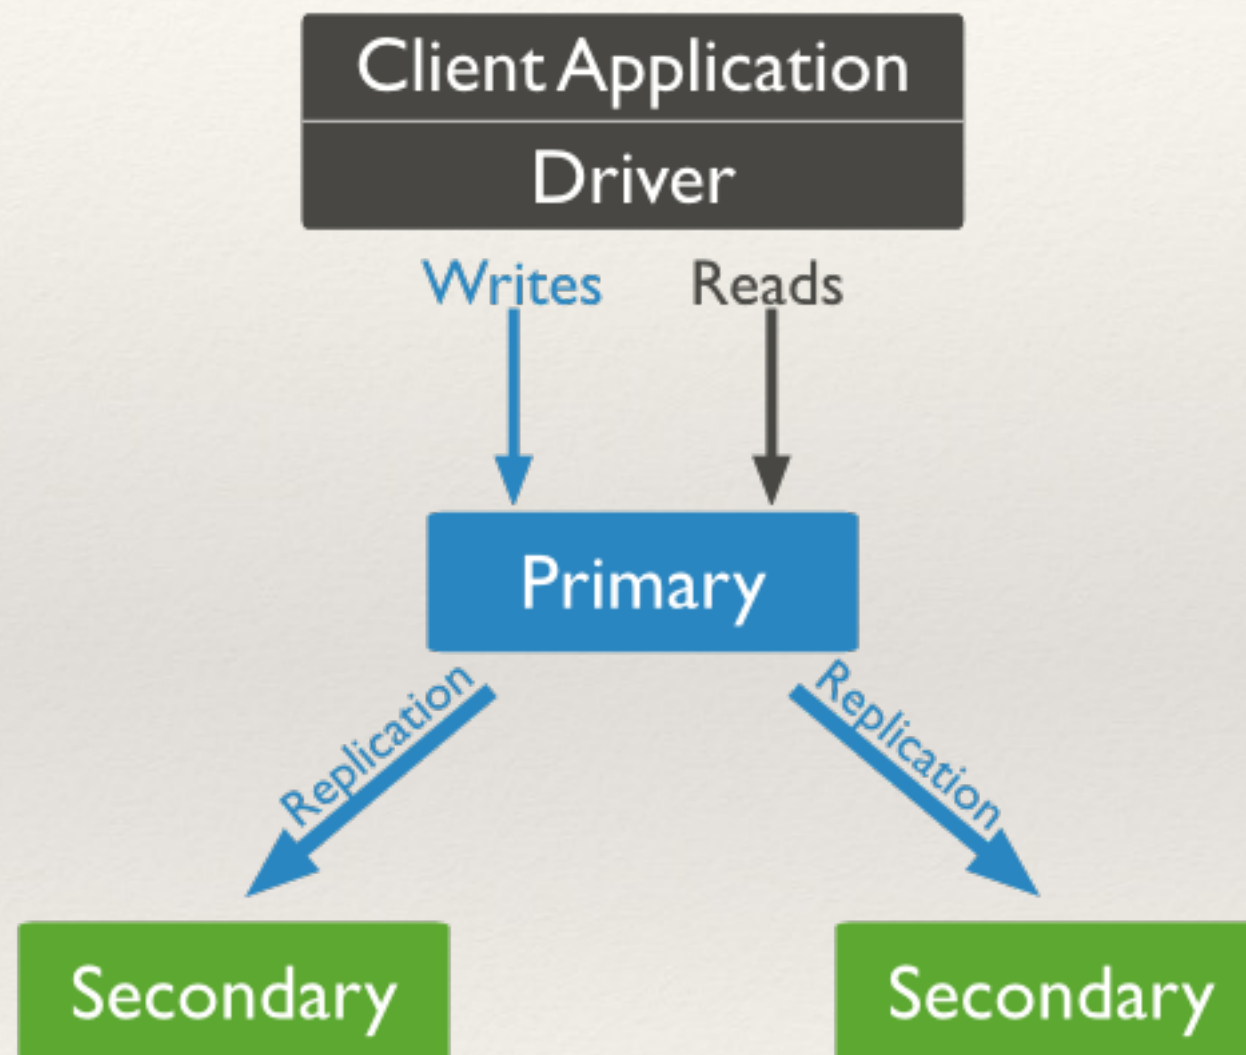 Client Application
Driver
Writes
Reads
Primary
Replication
Replication
Secondary
Secondary